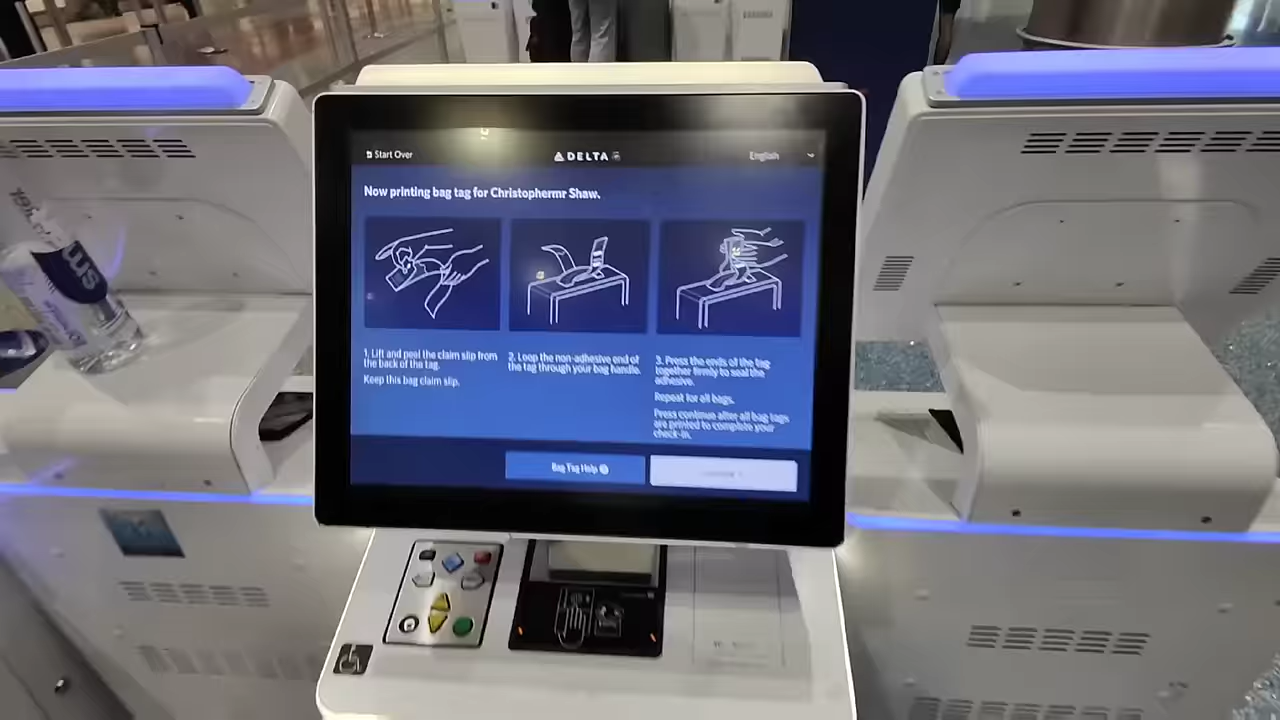 Start Over
DELTA
English
Now printing bag tag for Christophermr Shaw.
1. Lift and peel the claim slip from
the back of the tag.
Keep this bag claim slip.
2. Loop the non-adhesive end of
the tag through your bag handle.
3. Press the ends of the tag
together firmly to seal the
adhesive.
Repeat for all bags.
Press continue after all bag tags
are printed to complete your
check-in.
Bag Tag Help